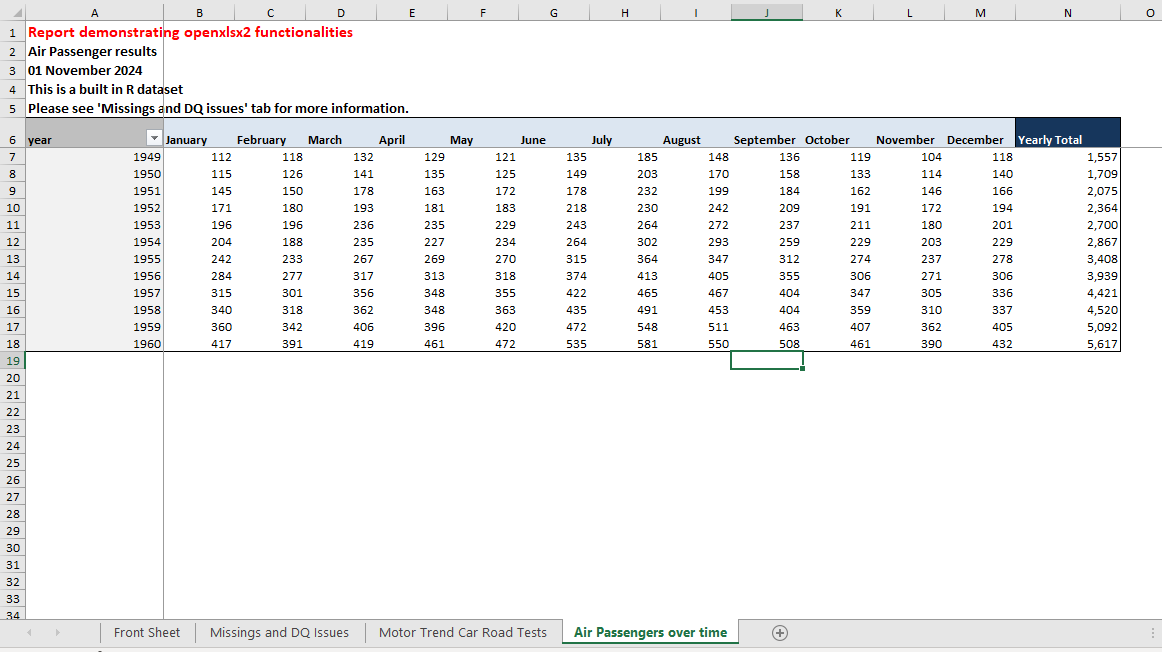 A B C D E F G H I J K L M N O
1 Report demonstrating openxlsx2 functionalities
2 Air Passenger results
3 01 November 2024
4 This is a built in R dataset
5 Please see 'Missings and DQ issues' tab for more information.
6 year January February March April May June July August September October November December Yearly Total
7 1949 112 118 132 129 121 135 185 148 136 119 104 118 1,557
8 1950 115 126 141 135 125 149 203 170 158 133 114 140 1,709
9 1951 145 150 178 163 172 178 232 199 184 162 146 166 2,075
10 1952 171 180 193 181 183 218 230 242 209 191 172 194 2,364
11 1953 196 196 236 235 229 243 264 272 237 211 180 201 2,700
12 1954 204 188 235 227 234 264 302 293 259 229 203 229 2,867
13 1955 242 233 267 269 270 315 364 347 312 274 237 278 3,408
14 1956 284 277 317 313 318 374 413 405 355 306 271 306 3,939
15 1957 315 301 356 348 355 422 465 467 404 347 305 336 4,421
16 1958 340 318 362 348 363 435 491 453 404 359 310 337 4,520
17 1959 360 342 406 396 420 472 548 511 463 407 362 405 5,092
18 1960 417 391 419 461 472 535 581 550 508 461 390 432 5,617
19
20
21
22
23
24
25
26
27
28
29
30
31
32
33
34
Front Sheet Missings and DQ Issues Motor Trend Car Road Tests Air Passengers over time